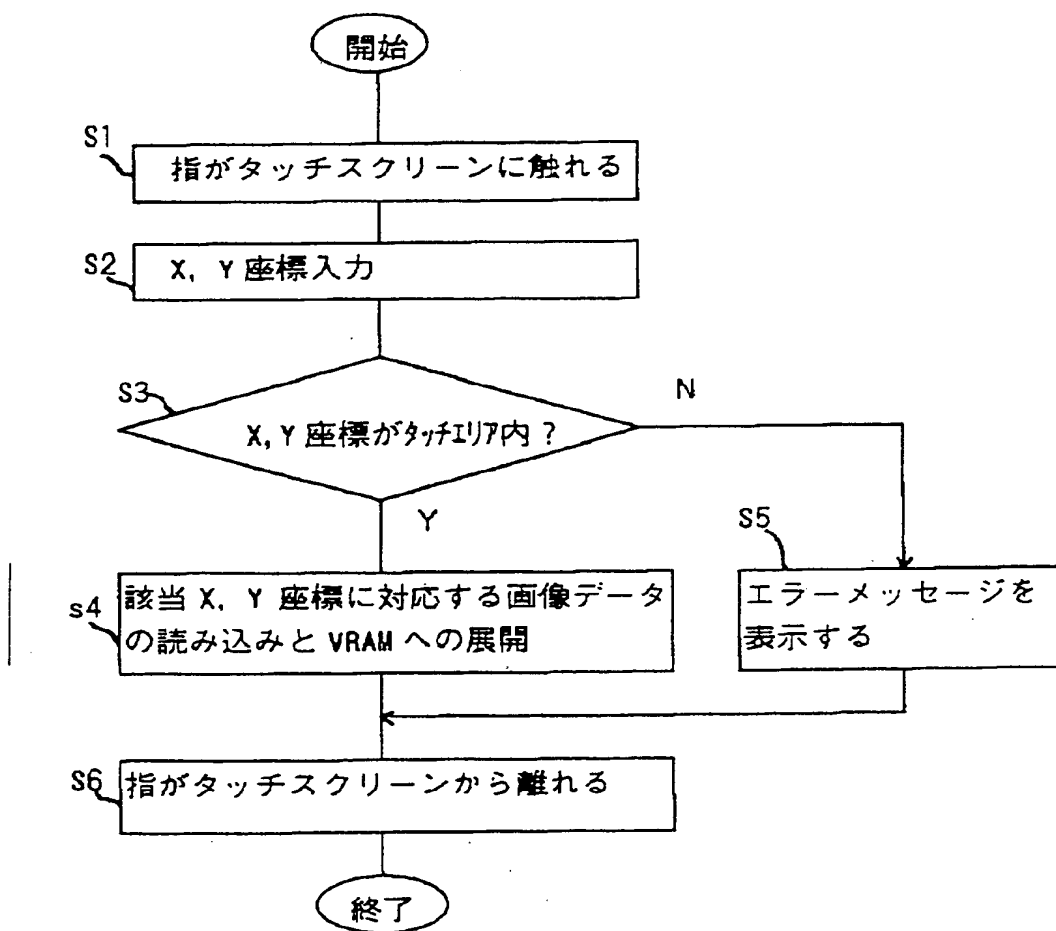 開始
S1
指がタッチスクリーンに触れる
S2
X, Y 座標入力
S3
X, Y 座標がﾀｯﾁｴﾘｱ内?
N
Y
s4
該当 X, Y 座標に対応する画像データ
の読み込みと VRAM への展開
S5
エラーメッセージを
表示する
S6
指がタッチスクリーンから離れる
終了